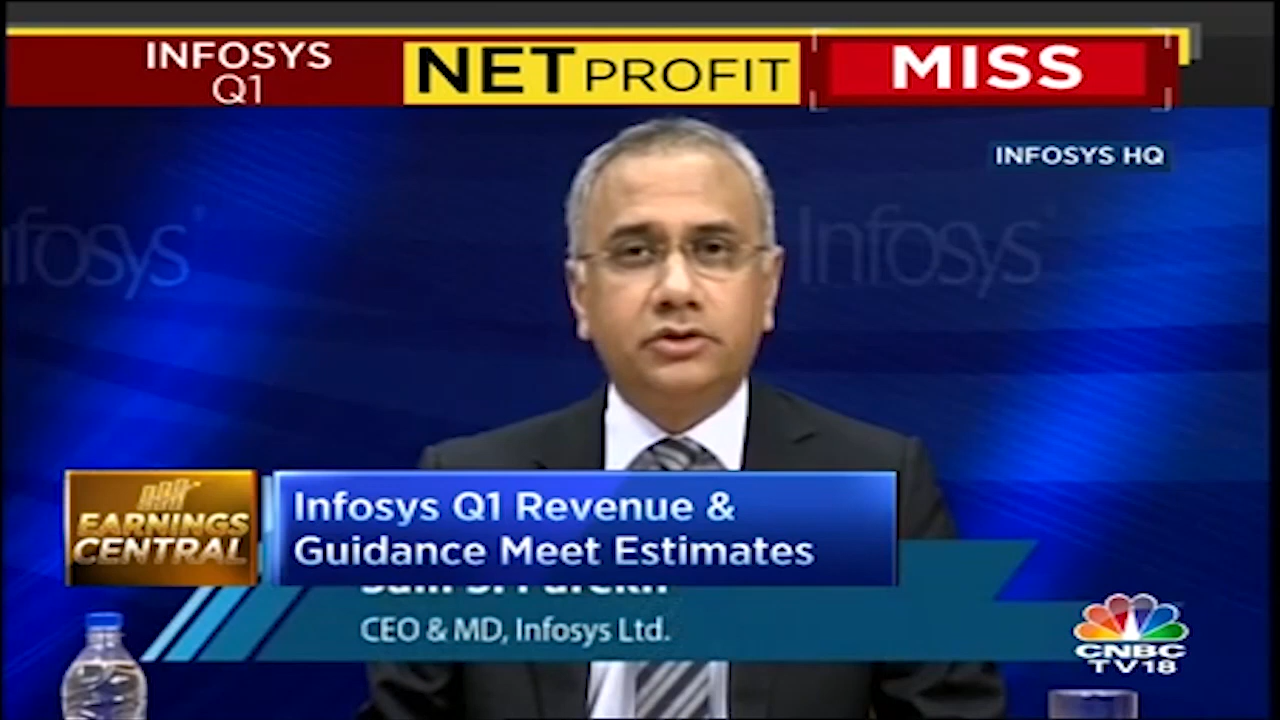 INFOSYS
Q1
NET PROFIT
MISS
INFOSYS HQ
Infosys
EARNINGS
CENTRAL
Infosys Q1 Revenue &
Guidance Meet Estimates
CEO & MD, Infosys Ltd.
CNBC
TV18